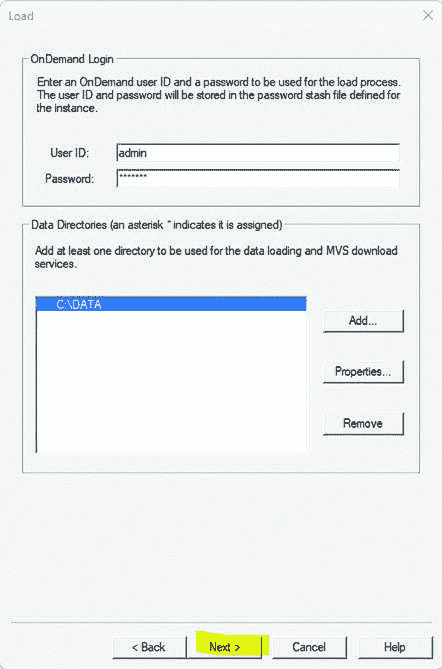 Load
OnDemand Login
Enter an OnDemand user ID and a password to be used for the load process.
The user ID and password will be stored in the password stash file defined for
the instance.
User ID:
admin
Password:
*******
Data Directories (an asterisk * indicates it is assigned)
Add at least one directory to be used for the data loading and MVS download
services.
C:\DATA
Add...
Properties...
Remove
< Back
Next >
Cancel
Help